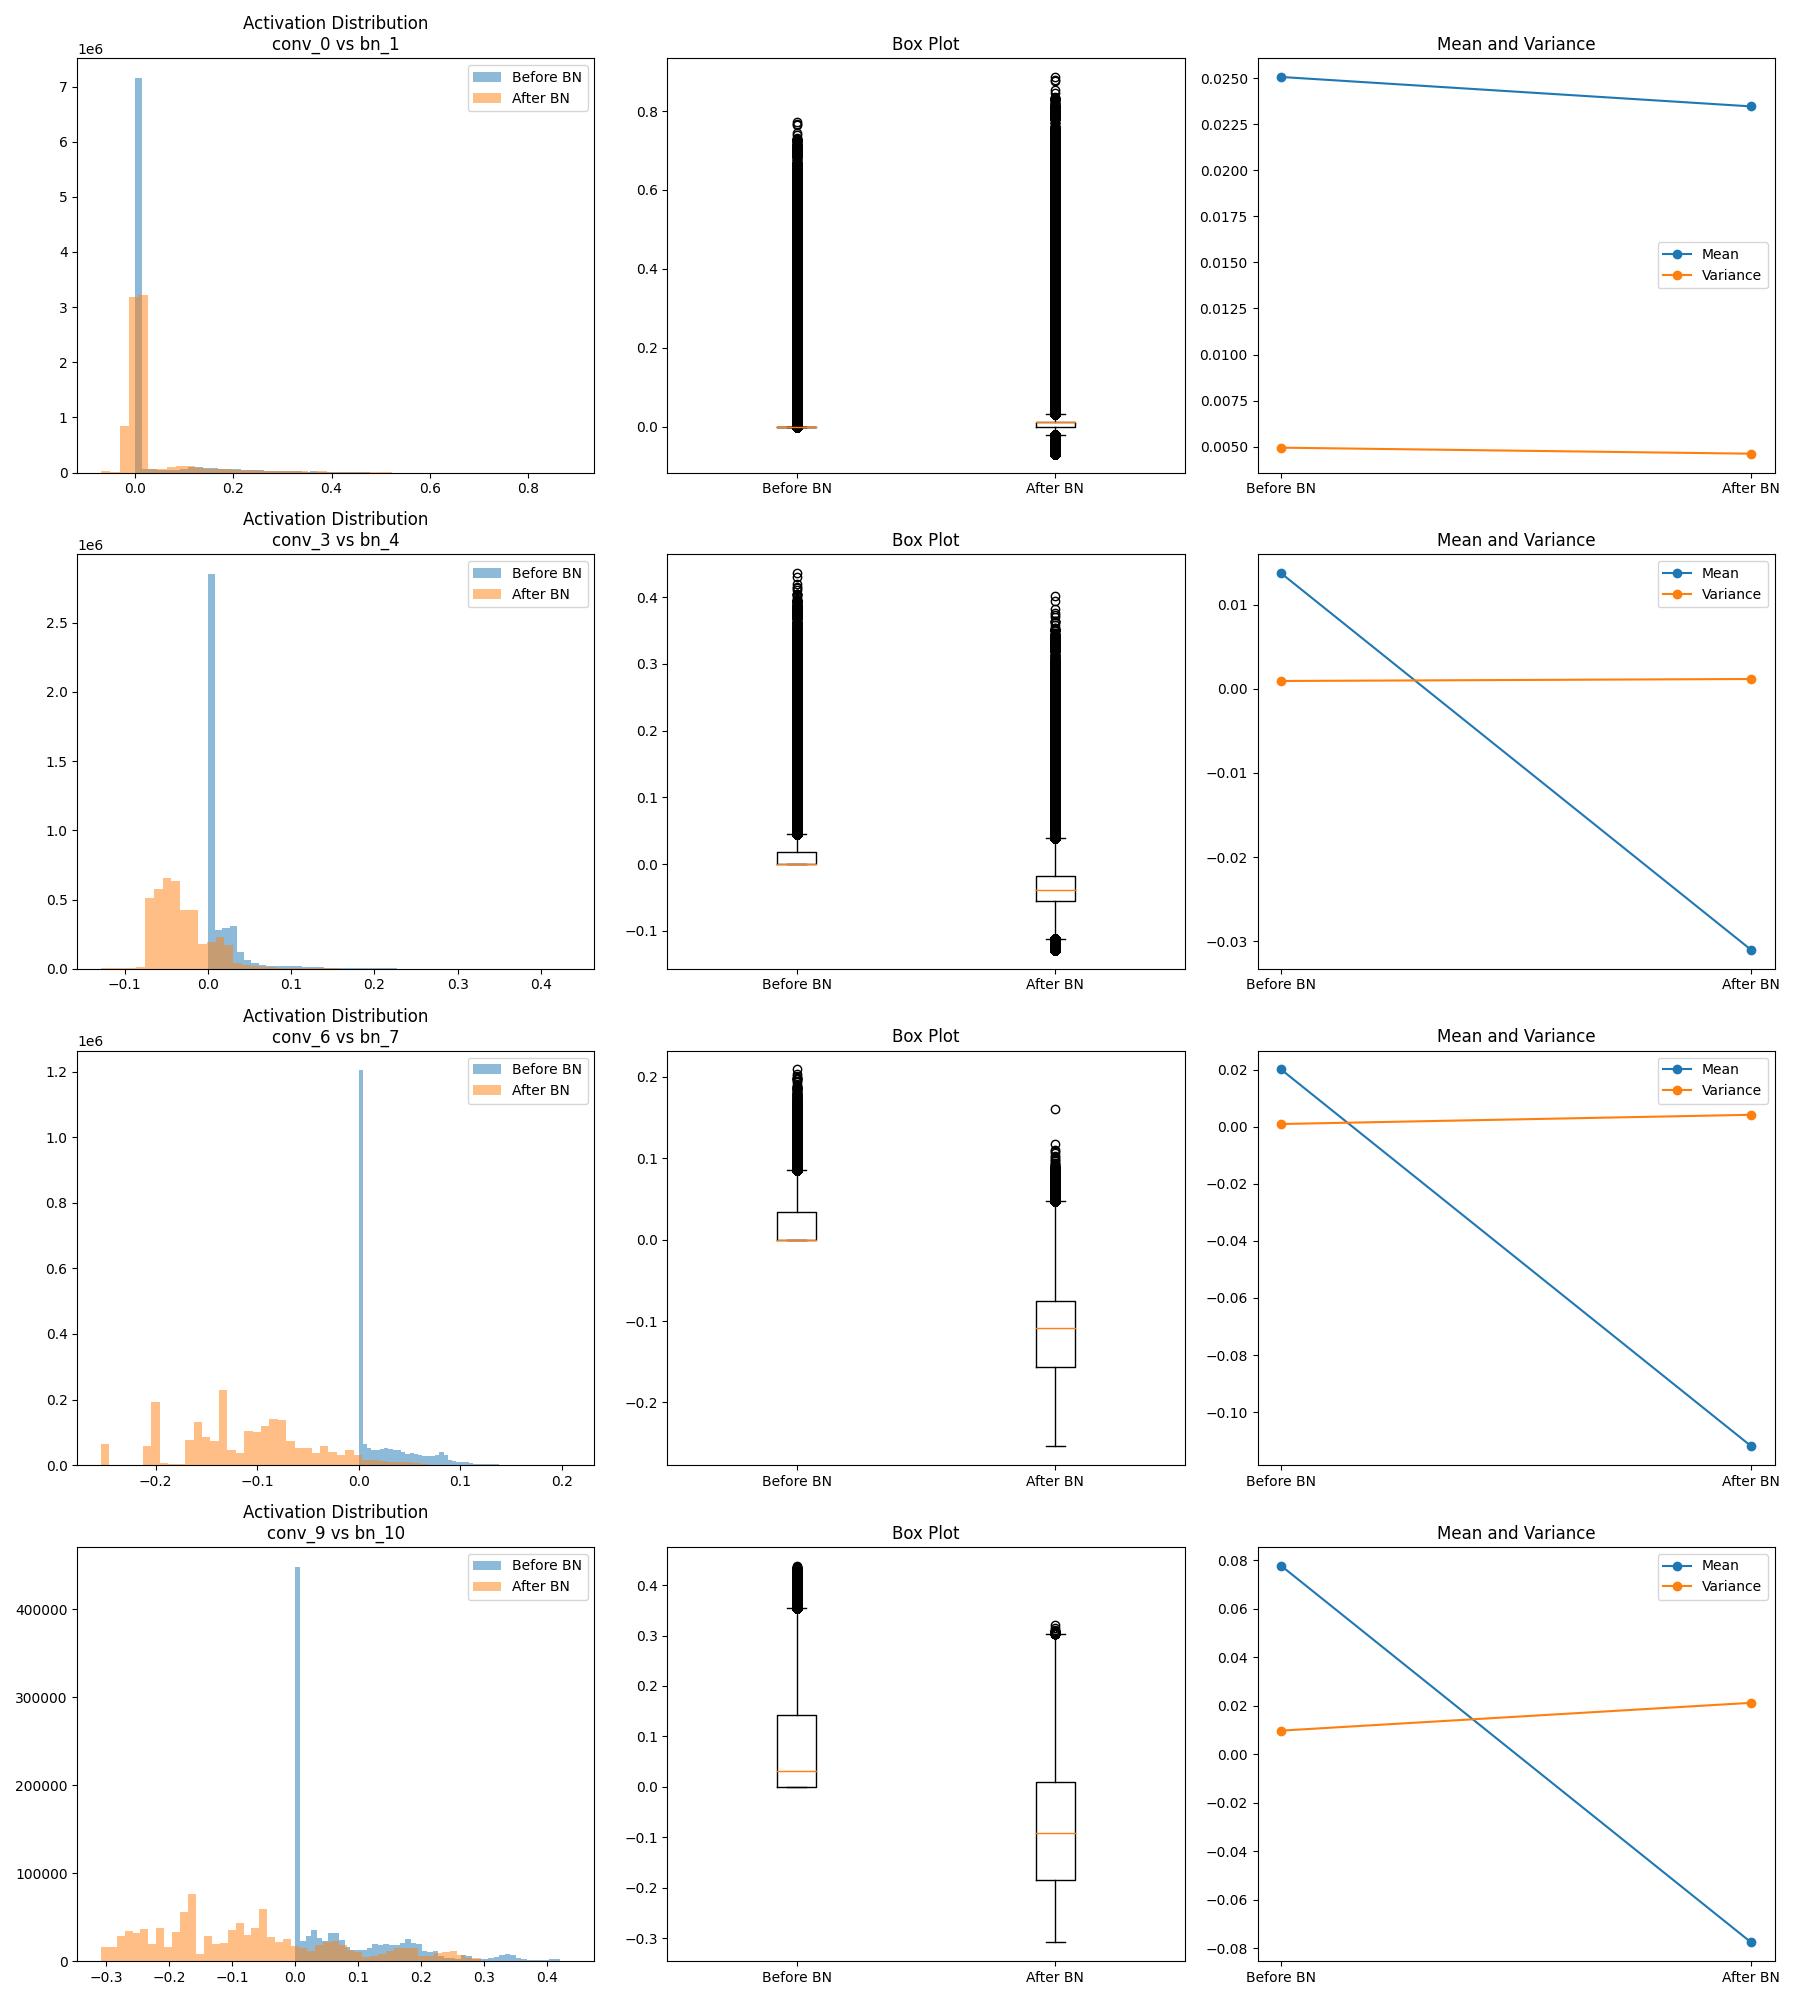 Activation Distribution
conv_0 vs bn_1
1e6
7
6
5
4
3
2
1
0
0.0 0.2 0.4 0.6 0.8
Before BN
After BN
Box Plot
0.8
0.6
0.4
0.2
0.0
Before BN After BN
Mean and Variance
0.0250
0.0225
0.0200
0.0175
0.0150
0.0125
0.0100
0.0075
0.0050
Mean
Variance
Before BN After BN
Activation Distribution
conv_3 vs bn_4
1e6
2.5
2.0
1.5
1.0
0.5
0.0
−0.1 0.0 0.1 0.2 0.3 0.4
Before BN
After BN
Box Plot
0.4
0.3
0.2
0.1
0.0
−0.1
Before BN After BN
Mean and Variance
0.01
0.00
−0.01
−0.02
−0.03
Mean
Variance
Before BN After BN
Activation Distribution
conv_6 vs bn_7
1e6
1.2
1.0
0.8
0.6
0.4
0.2
0.0
−0.2 −0.1 0.0 0.1 0.2
Before BN
After BN
Box Plot
0.2
0.1
0.0
−0.1
−0.2
Before BN After BN
Mean and Variance
0.02
0.00
−0.02
−0.04
−0.06
−0.08
−0.10
Mean
Variance
Before BN After BN
Activation Distribution
conv_9 vs bn_10
400000
300000
200000
100000
0
−0.3 −0.2 −0.1 0.0 0.1 0.2 0.3 0.4
Before BN
After BN
Box Plot
0.4
0.3
0.2
0.1
0.0
−0.1
−0.2
−0.3
Before BN After BN
Mean and Variance
0.08
0.06
0.04
0.02
0.00
−0.02
−0.04
−0.06
−0.08
Mean
Variance
Before BN After BN